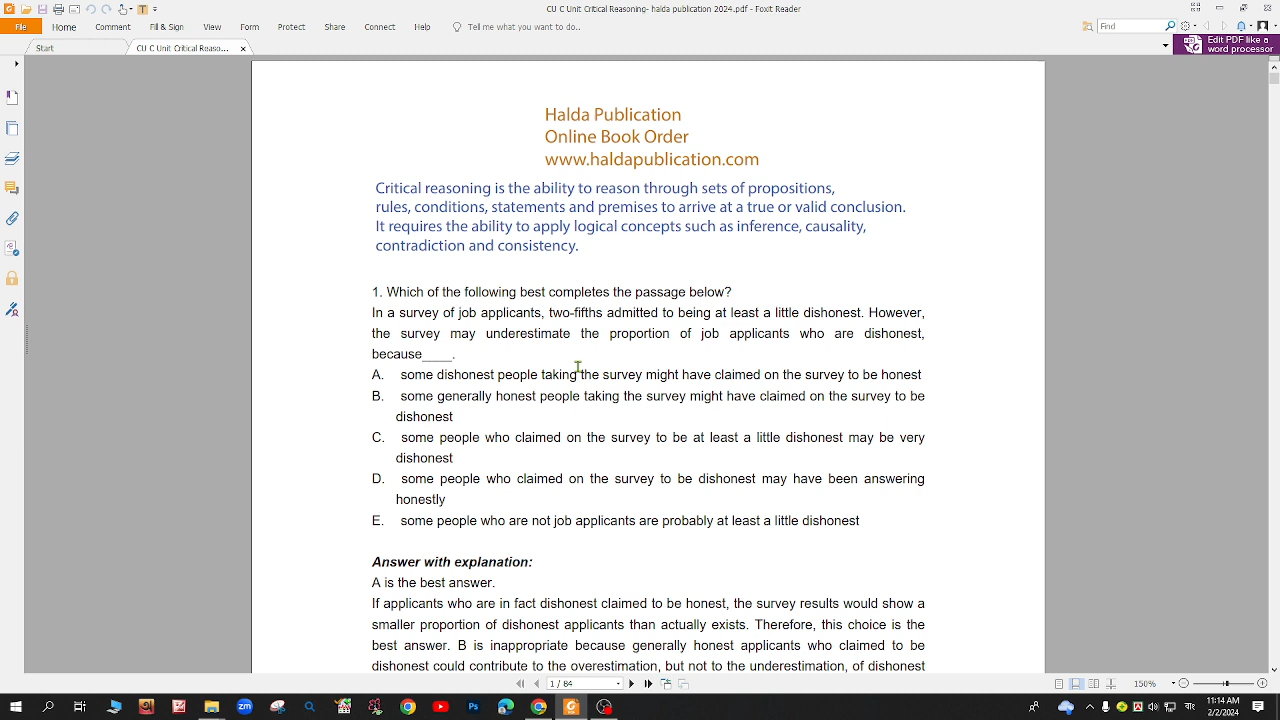 CU C Unit Critical Reasoning- halda publication 2024.pdf - Foxit Reader
File Home Comment Fill & Sign View Form Protect Share Connect Help Tell me what you want to do.. Find
Start CU C Unit Critical Reaso... Edit PDF like a
word processor
Halda Publication
Online Book Order
www.haldapublication.com
Critical reasoning is the ability to reason through sets of propositions,
rules, conditions, statements and premises to arrive at a true or valid conclusion.
It requires the ability to apply logical concepts such as inference, causality,
contradiction and consistency.
1. Which of the following best completes the passage below?
In a survey of job applicants, two-fifths admitted to being at least a little dishonest. However,
the survey may underestimate the proportion of job applicants who are dishonest,
because____.
A. some dishonest people taking the survey might have claimed on the survey to be honest
B. some generally honest people taking the survey might have claimed on the survey to be
dishonest
C. some people who claimed on the survey to be at least a little dishonest may be very
dishonest
D. some people who claimed on the survey to be dishonest may have been answering
honestly
E. some people who are not job applicants are probably at least a little dishonest
Answer with explanation:
A is the best answer.
If applicants who are in fact dishonest claimed to be honest, the survey results would show a
smaller proportion of dishonest applicants than actually exists. Therefore, this choice is the
best answer. B is inappropriate because generally honest applicants who claimed to be
dishonest could contribute to the overestimation, but not to the underestimation, of dishonest
1 / 84 150%
11:14 AM
2/2/2024